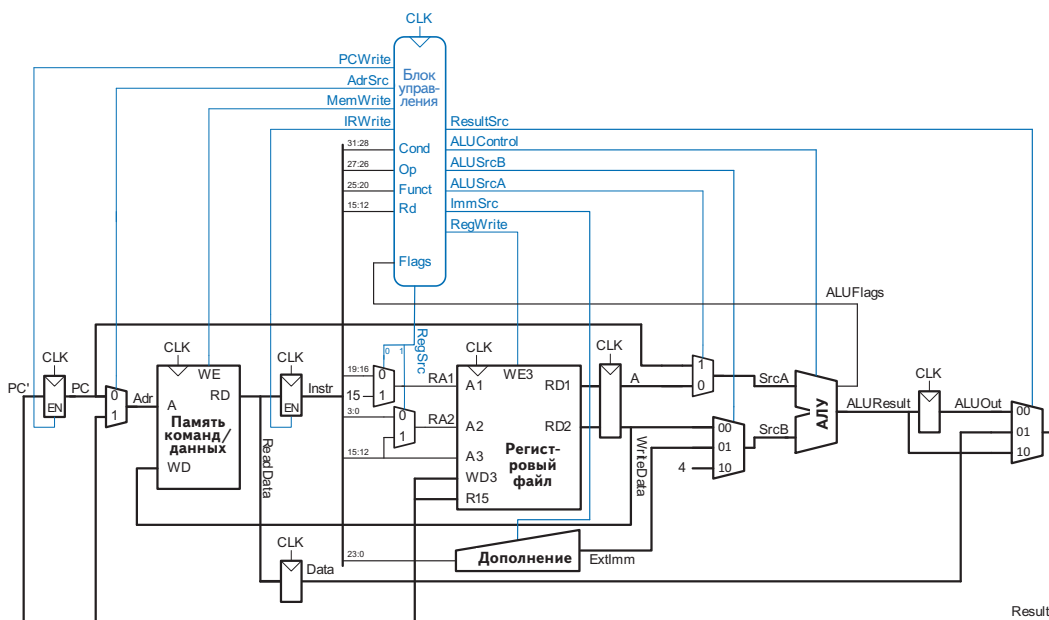 CLK
PCWrite
AdrSrc
MemWrite
IRWrite
Блок
управ-
ления
ResultSrc
ALUControl
ALUSrcB
ALUSrcA
ImmSrc
RegWrite
31:28
Cond
27:26
Op
25:20
Funct
15:12
Rd
Flags
ALUFlags
RegSrc
0 1
CLK
PC'
EN
PC
0
1
Adr
CLK
WE
RD
A
Память
команд/
данных
WD
CLK
EN
Instr
ReadData
19:16
15
0
1
RA1
3:0
0
1
RA2
15:12
CLK
WE3
A1
RD1
A2
RD2
A3
Регист-
ровый
файл
WD3
R15
CLK
A
WriteData
1
0
SrcA
00
01
4
10
SrcB
АЛУ
ALUResult
CLK
ALUOut
00
01
10
23:0
Дополнение
ExtImm
CLK
Data
Result